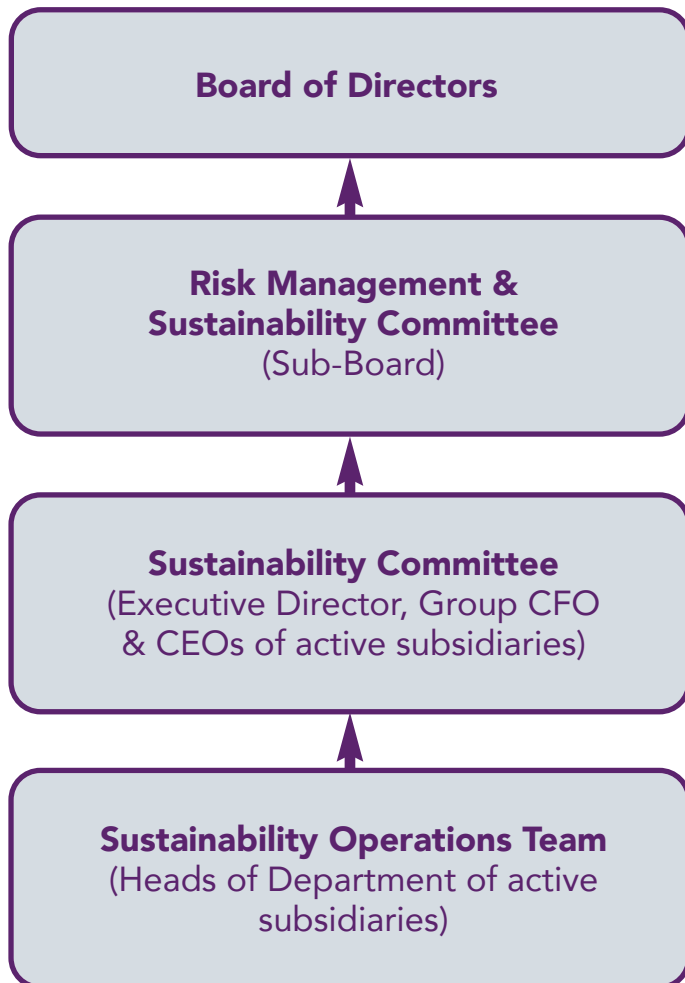 Board of Directors
Risk Management &
Sustainability Committee
(Sub-Board)
Sustainability Committee
(Executive Director, Group CFO
& CEOs of active subsidiaries)
Sustainability Operations Team
(Heads of Department of active
subsidiaries)